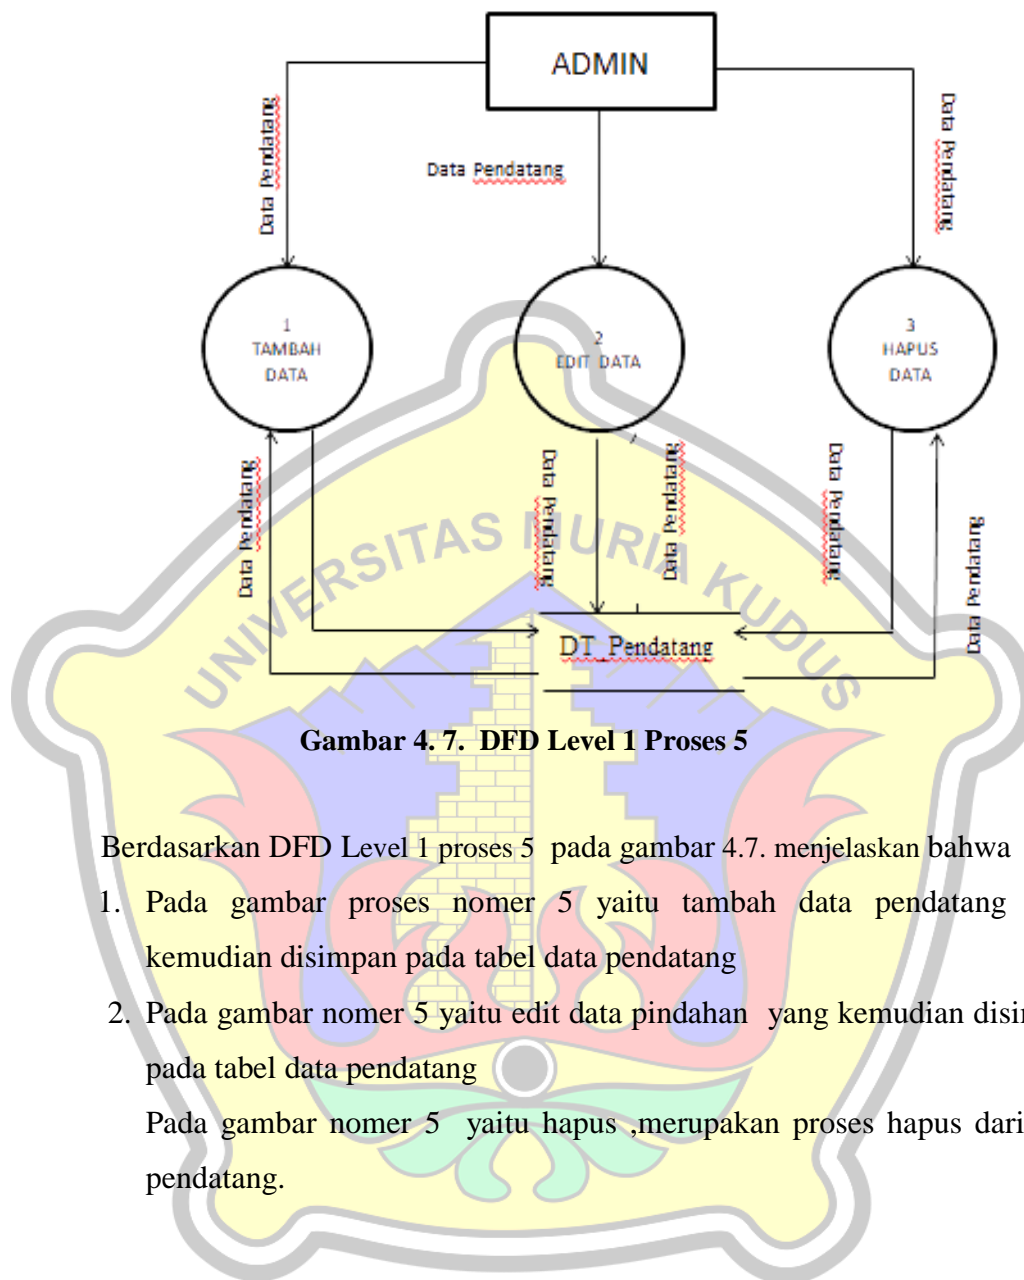 ADMIN
Data Pendatang
Data Pendatang
Data Pendatang
1
TAMBAH
DATA
2
EDIT DATA
3
HAPUS
DATA
Data Pendatang
Data Pendatang
Data Pendatang
Data Pendatang
Data Pendatang
UNIVERSITAS MURIA KUDUS
DT_Pendatang
Gambar 4. 7. DFD Level 1 Proses 5
Berdasarkan DFD Level 1 proses 5 pada gambar 4.7. menjelaskan bahwa
1. Pada gambar proses nomer 5 yaitu tambah data pendatang
kemudian disimpan pada tabel data pendatang
2. Pada gambar nomer 5 yaitu edit data pindahan yang kemudian
pada tabel data pendatang
Pada gambar nomer 5 yaitu hapus ,merupakan proses hapus dari
pendatang.